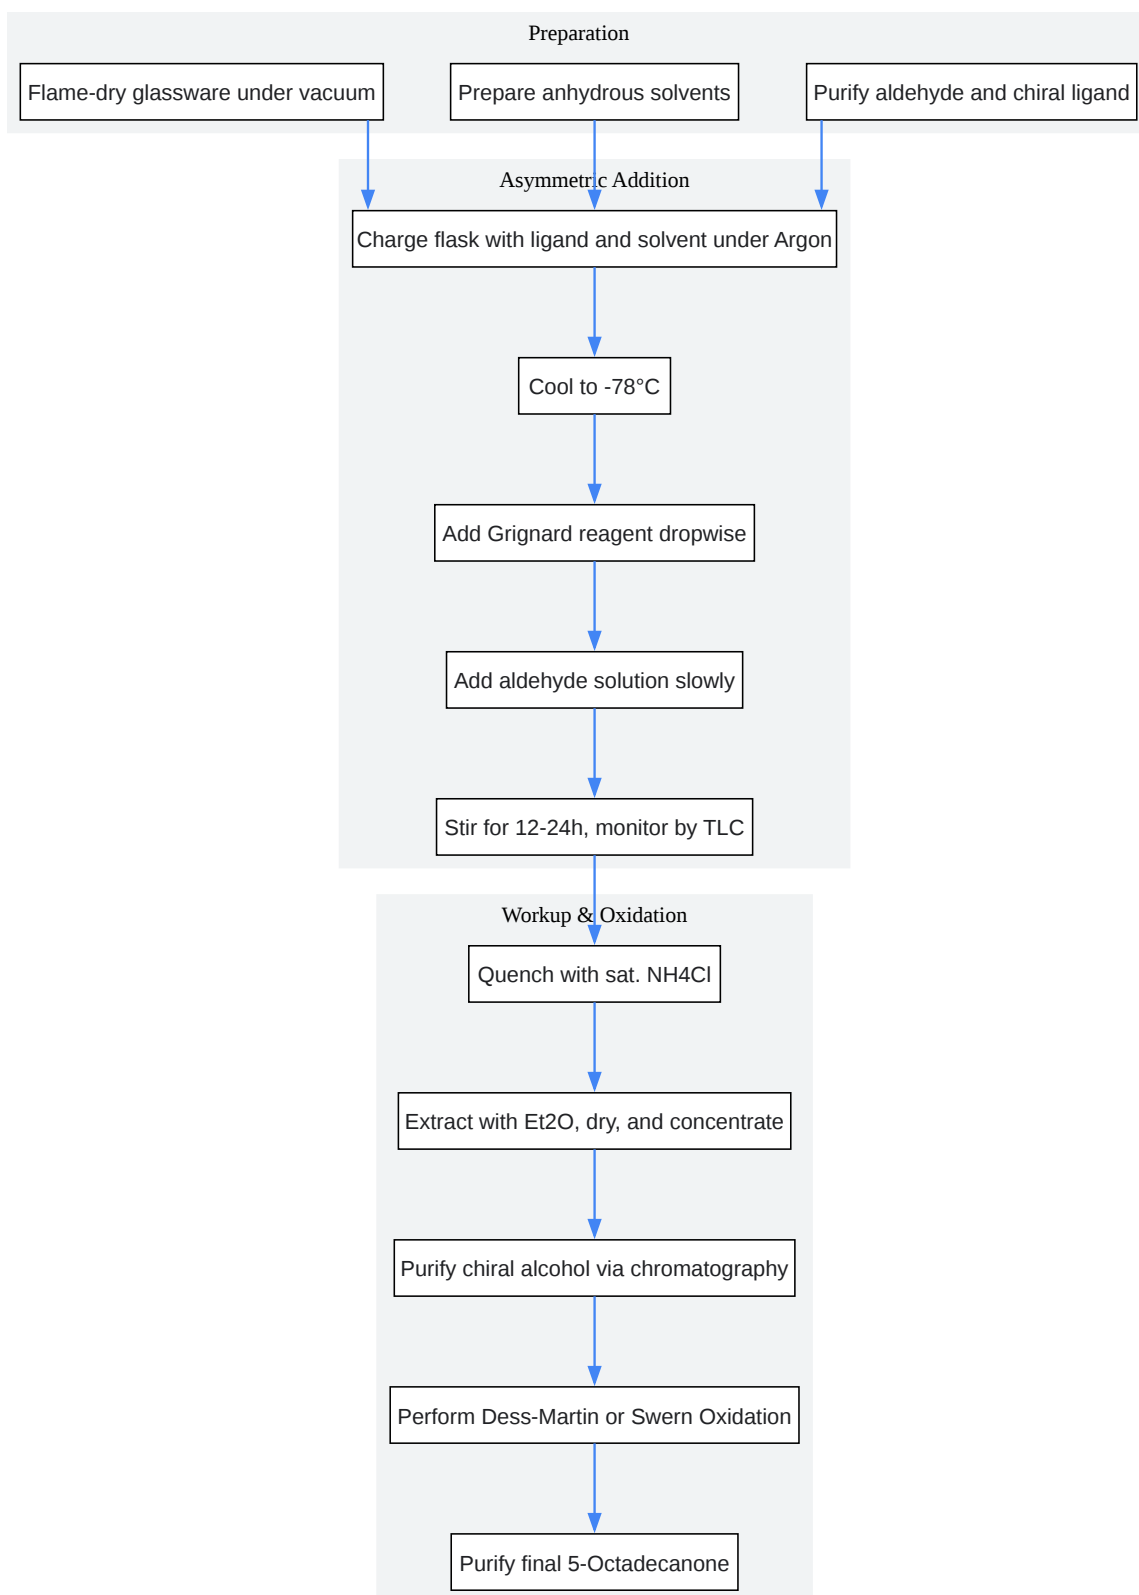 Preparation
Flame-dry glassware under vacuum
Prepare anhydrous solvents
Purify aldehyde and chiral ligand
Asymmetric Addition
Charge flask with ligand and solvent under Argon
Cool to -78°C
Add Grignard reagent dropwise
Add aldehyde solution slowly
Stir for 12-24h, monitor by TLC
Workup & Oxidation
Quench with sat. NH4Cl
Extract with Et2O, dry, and concentrate
Purify chiral alcohol via chromatography
Perform Dess-Martin or Swern Oxidation
Purify final 5-Octadecanone